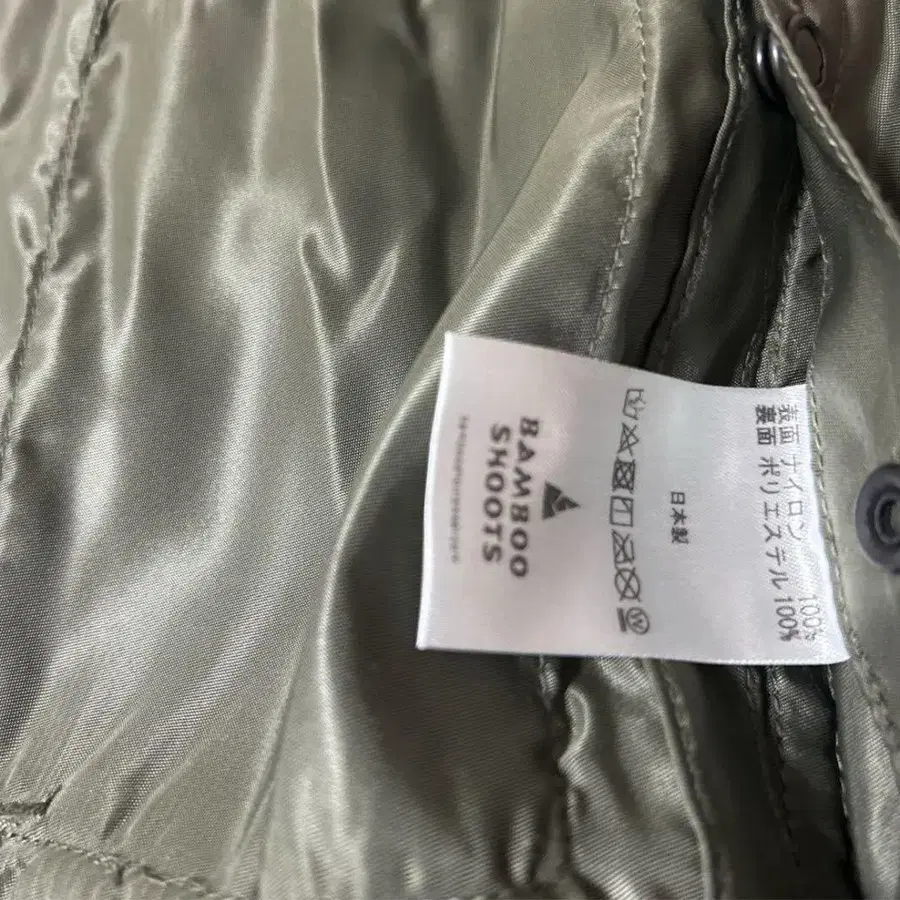 表面 ナイロン 100%
裏面 ポリエステル 100%
日本製
BAMBOO
SHOOTS